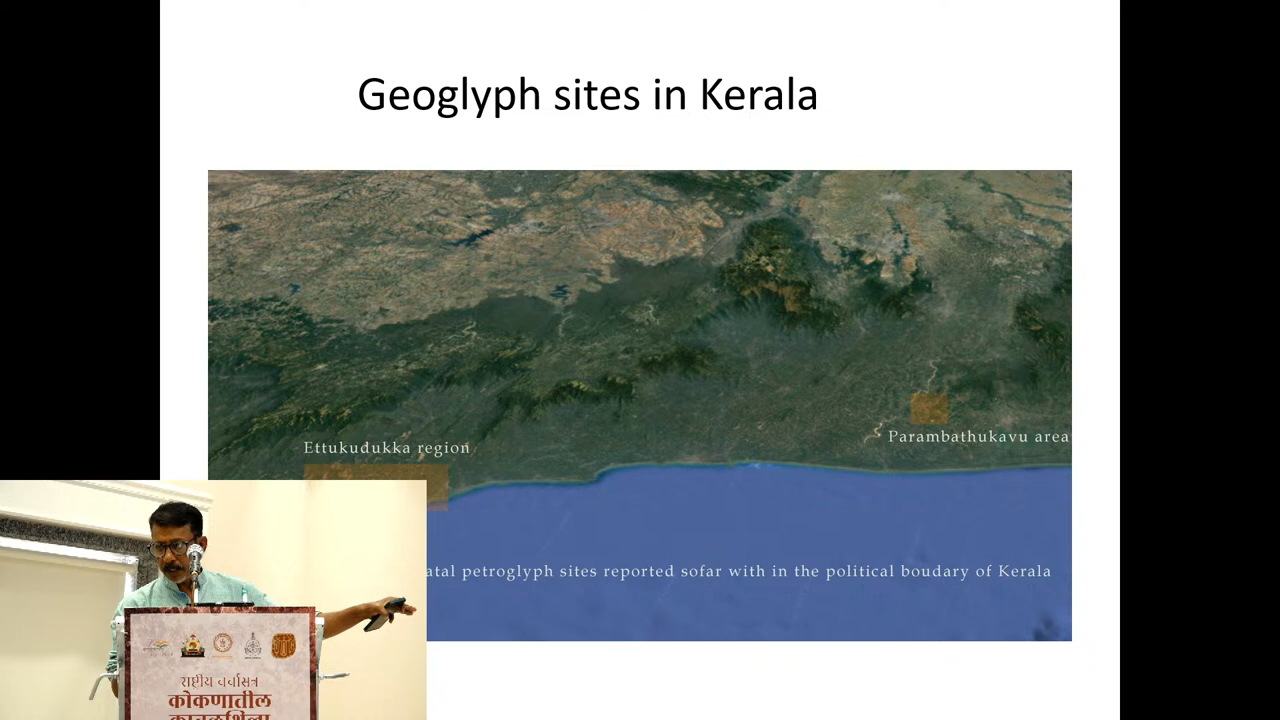 Geoglyph sites in Kerala
Ettukudukka region
Parambathukavu area
petroglyph sites reported sofar with in the political boudary of Kerala
राष्ट्रीय चर्चासत्र
कोकणातील
कातळशिल्प